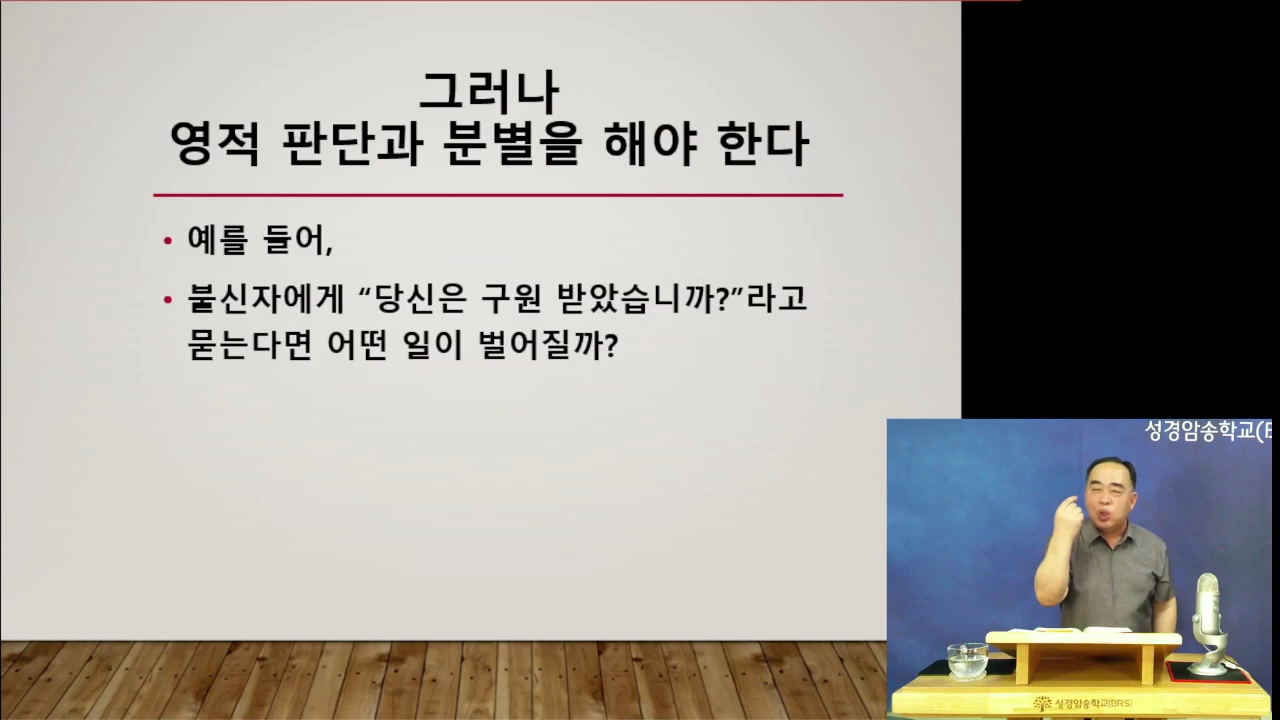 그러나
영적 판단과 분별을 해야 한다
• 예를 들어,
• 불신자에게 “당신은 구원 받았습니까?”라고
묻는다면 어떤 일이 벌어질까?
성경암송학교(B
성경암송학교(BRS)